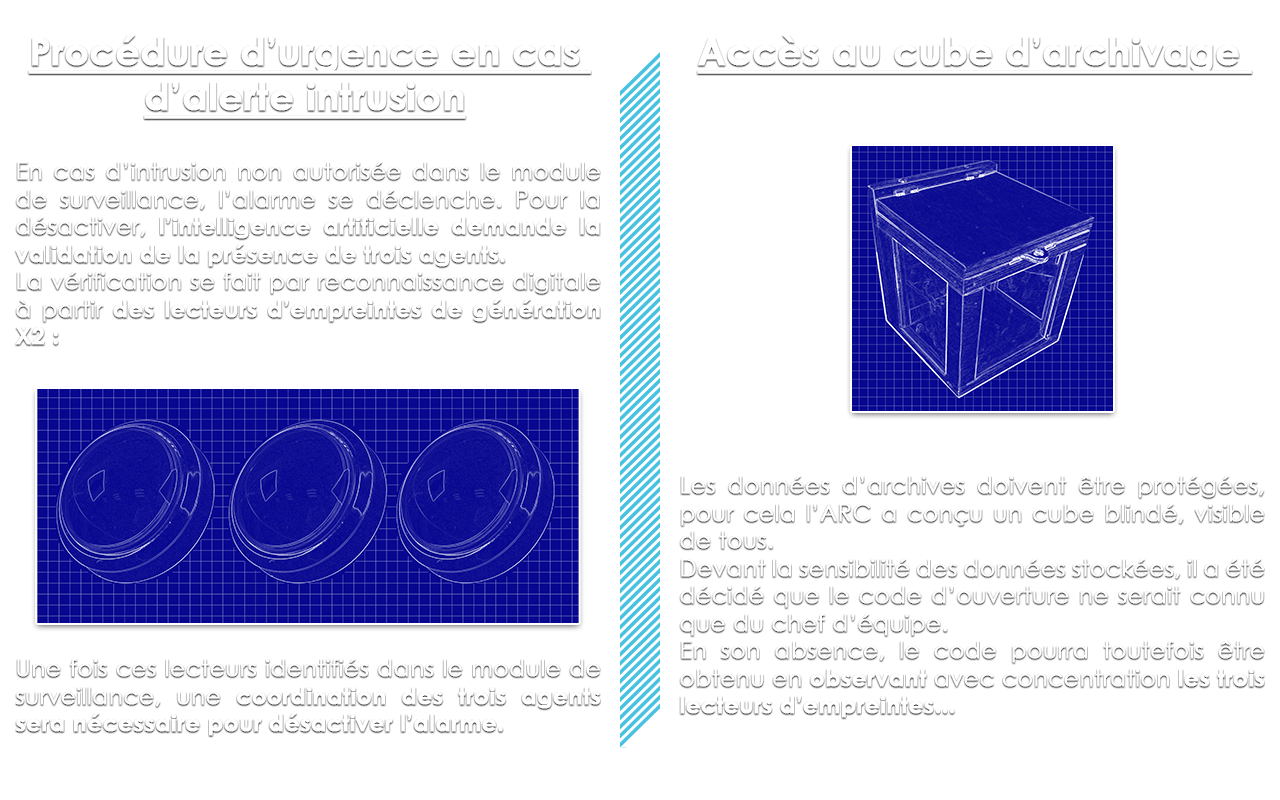 Procédure d'urgence en cas
d'alerte intrusion
En cas d'intrusion non autorisée dans le module
de surveillance, l'alarme se déclenche. Pour la
désactiver, l'intelligence artificielle demande la
validation de la présence de trois agents.
La vérification se fait par reconnaissance digitale
à partir des lecteurs d'empreintes de génération
X2 :
Une fois ces lecteurs identifiés dans le module de
surveillance, une coordination des trois agents
sera nécessaire pour désactiver l'alarme.
Accès au cube d'archivage
Les données d'archives doivent être protégées,
pour cela l'ARC a conçu un cube blindé, visible
de tous.
Devant la sensibilité des données stockées, il a été
décidé que le code d'ouverture ne serait connu
que du chef d'équipe.
En son absence, le code pourra toutefois être
obtenu en observant avec concentration les trois
lecteurs d'empreintes...